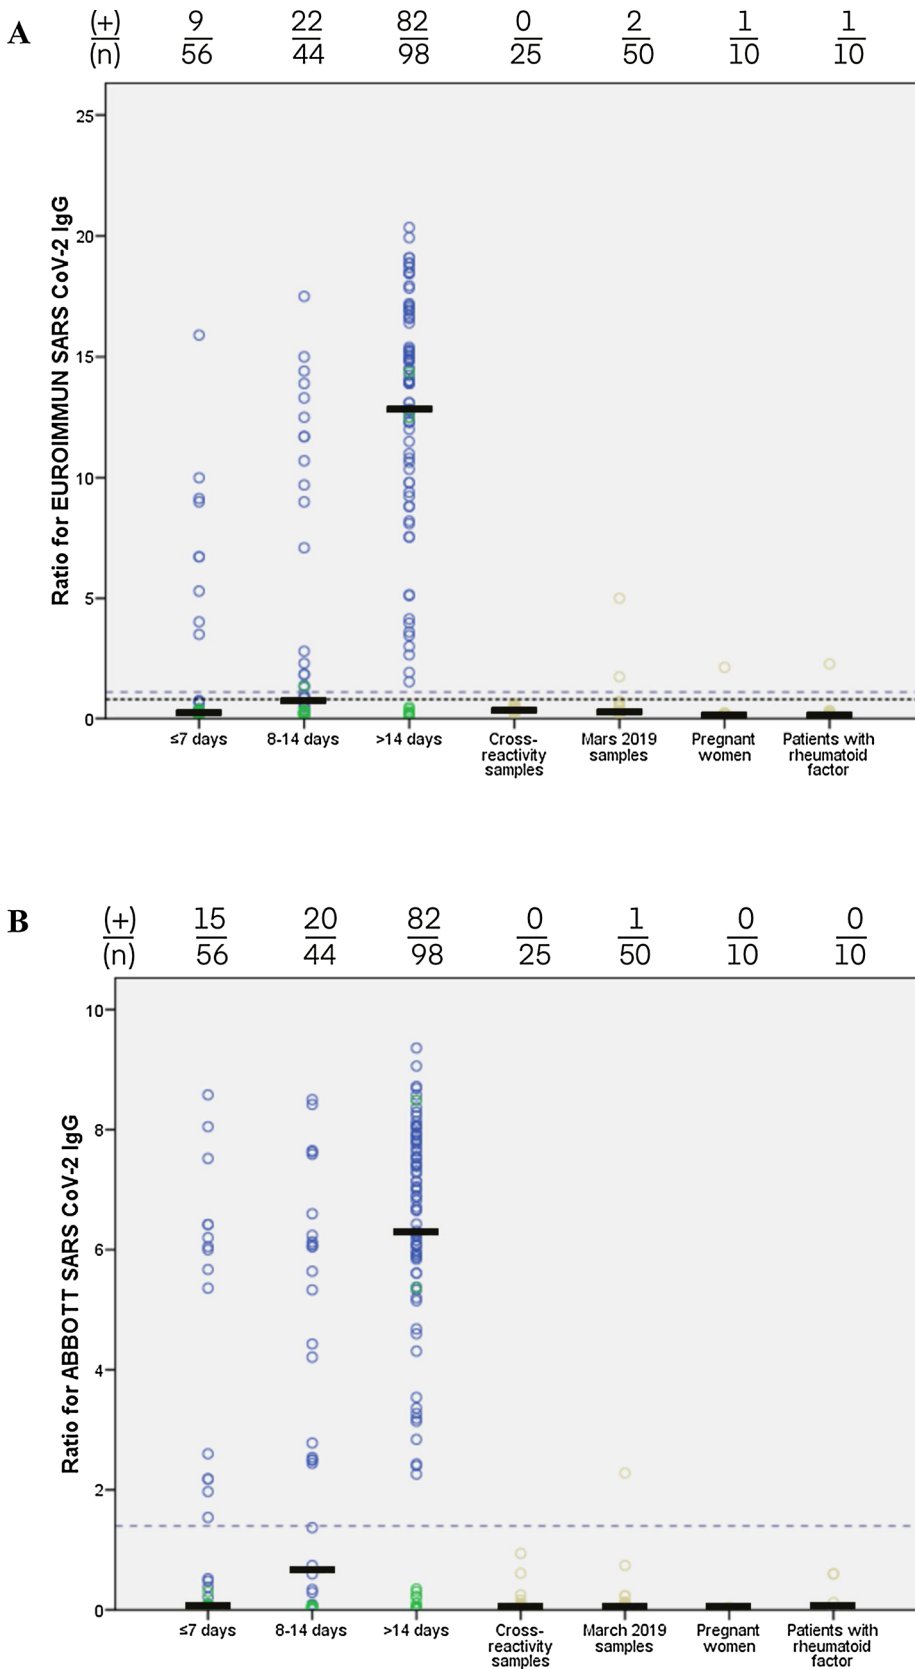 A
(+) 9 22 82 0 2 1 1
(n) 56 44 98 25 50 10 10
25
20
15
10
5
0
Ratio for EUROIMMUN SARS CoV-2 IgG
≤7 days 8-14 days >14 days Cross- Mars 2019 Pregnant Patients with
reactivity samples women rheumatoid
samples factor
B
(+) 15 20 82 0 1 0 0
(n) 56 44 98 25 50 10 10
10
8
6
4
2
0
Ratio for ABBOTT SARS CoV-2 IgG
≤7 days 8-14 days >14 days Cross- March 2019 Pregnant Patients with
reactivity samples women rheumatoid
samples factor